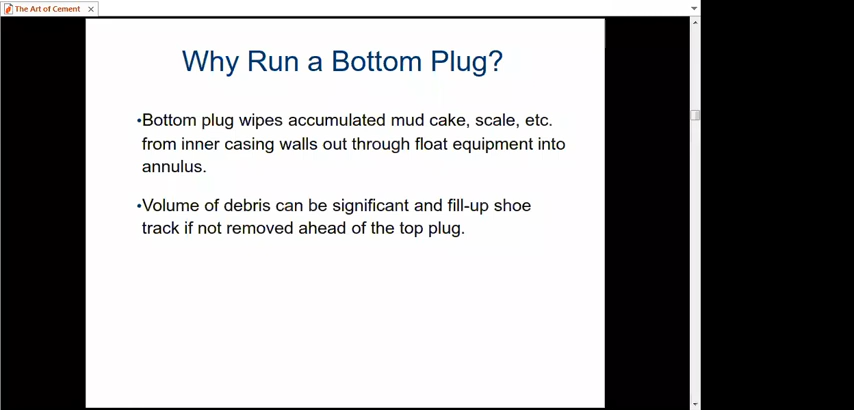 The Art of Cement
Why Run a Bottom Plug?
•Bottom plug wipes accumulated mud cake, scale, etc.
from inner casing walls out through float equipment into
annulus.
•Volume of debris can be significant and fill-up shoe
track if not removed ahead of the top plug.